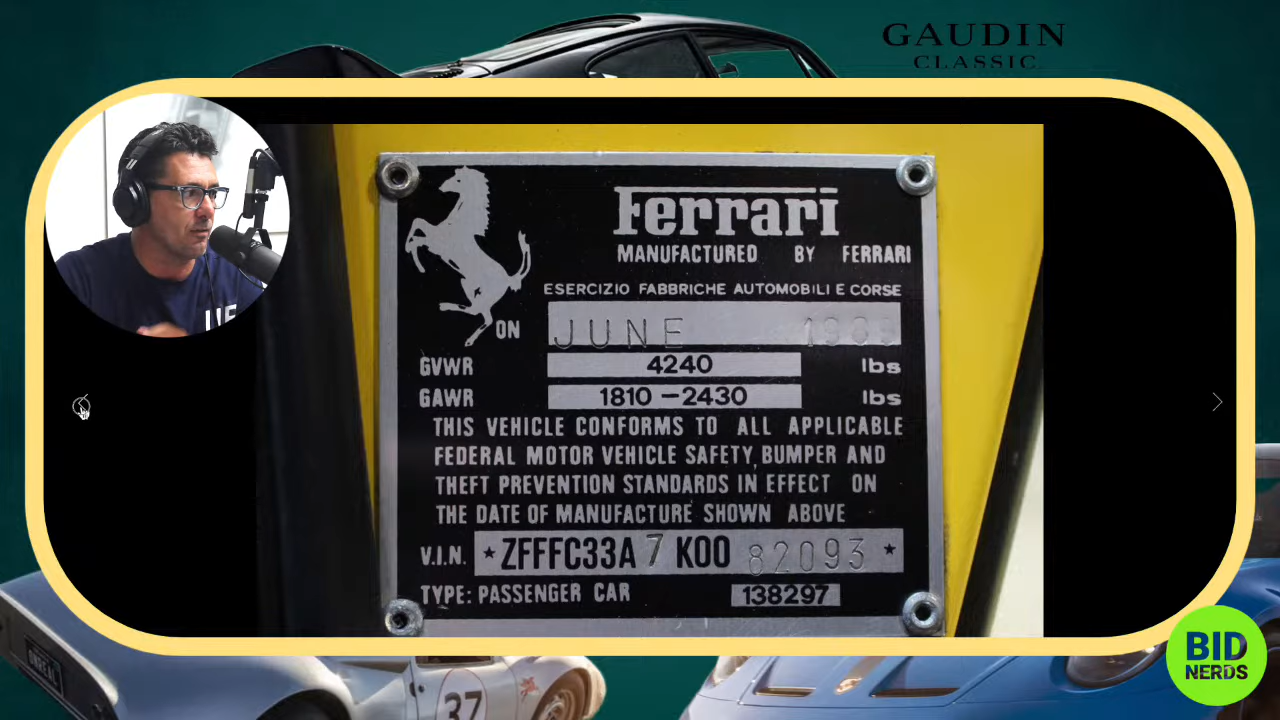 GAUDIN
CLASSIC
Ferrari
MANUFACTURED BY FERRARI
ESERCIZIO FABBRICHE AUTOMOBILI E CORSE
ON JUNE
GVWR 4240 lbs
GAWR 1810 – 2430 lbs
THIS VEHICLE CONFORMS TO ALL APPLICABLE
FEDERAL MOTOR VEHICLE SAFETY, BUMPER AND
THEFT PREVENTION STANDARDS IN EFFECT ON
THE DATE OF MANUFACTURE SHOWN ABOVE
V.I.N. *ZFFFC33A7K0082093*
TYPE: PASSENGER CAR 138297
UNREAL
37
BID
NERDS